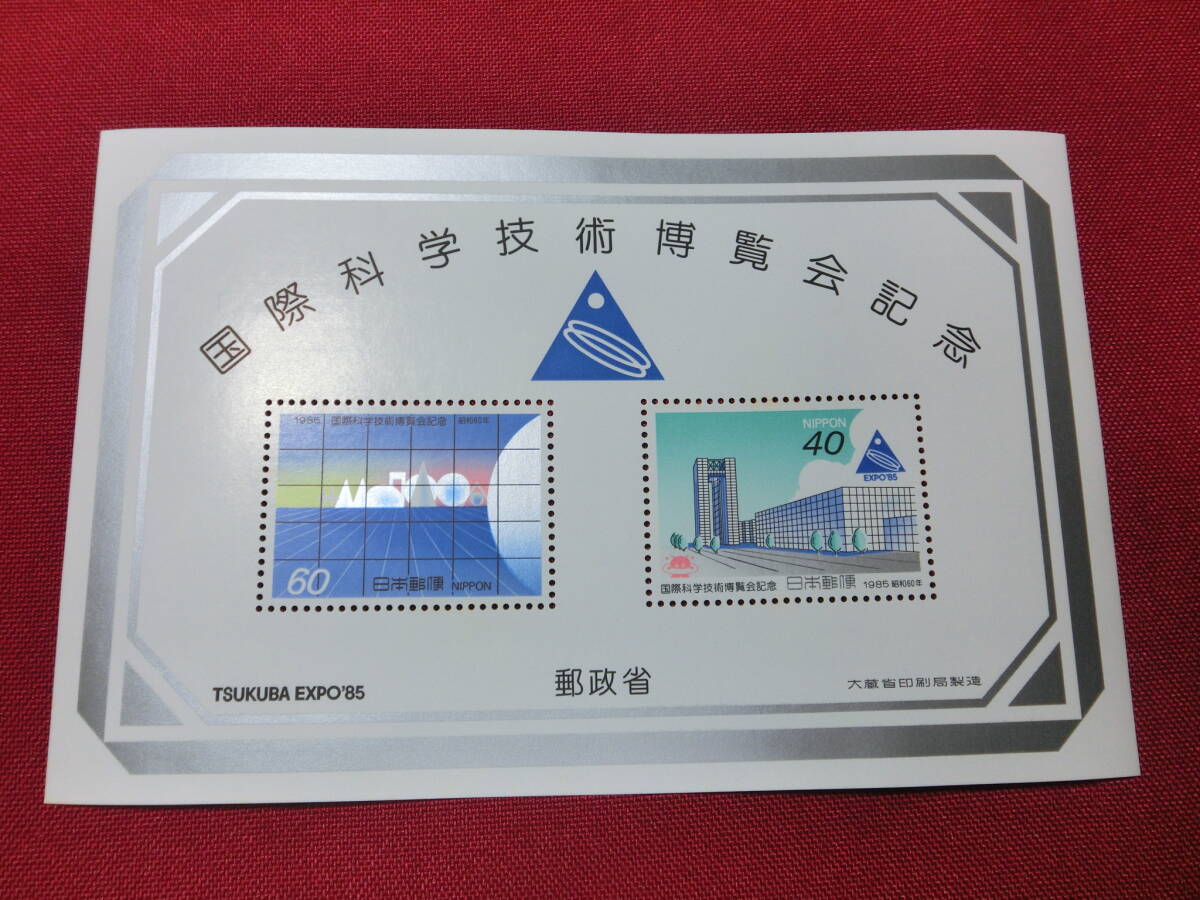 国際科学技術博覧会記念
1985 国際科学技術博覧会記念 昭和60年
60 日本郵便 NIPPON
NIPPON
40
EXPO'85
国際科学技術博覧会記念 日本郵便 1985 昭和60年
TSUKUBA EXPO'85
郵政省
大蔵省印刷局製造